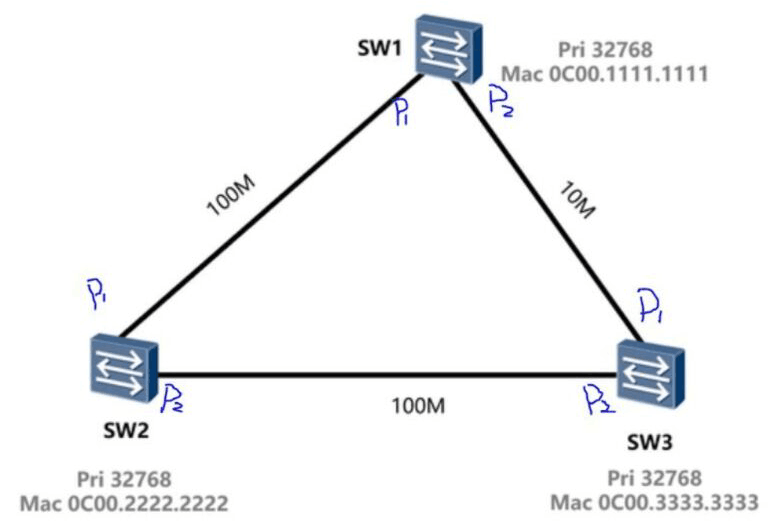 SW1
Pri 32768
Mac 0C00.1111.1111
P1
P2
100M
10M
P1
P1
P2
P2
100M
SW2
SW3
Pri 32768
Mac 0C00.2222.2222
Pri 32768
Mac 0C00.3333.3333